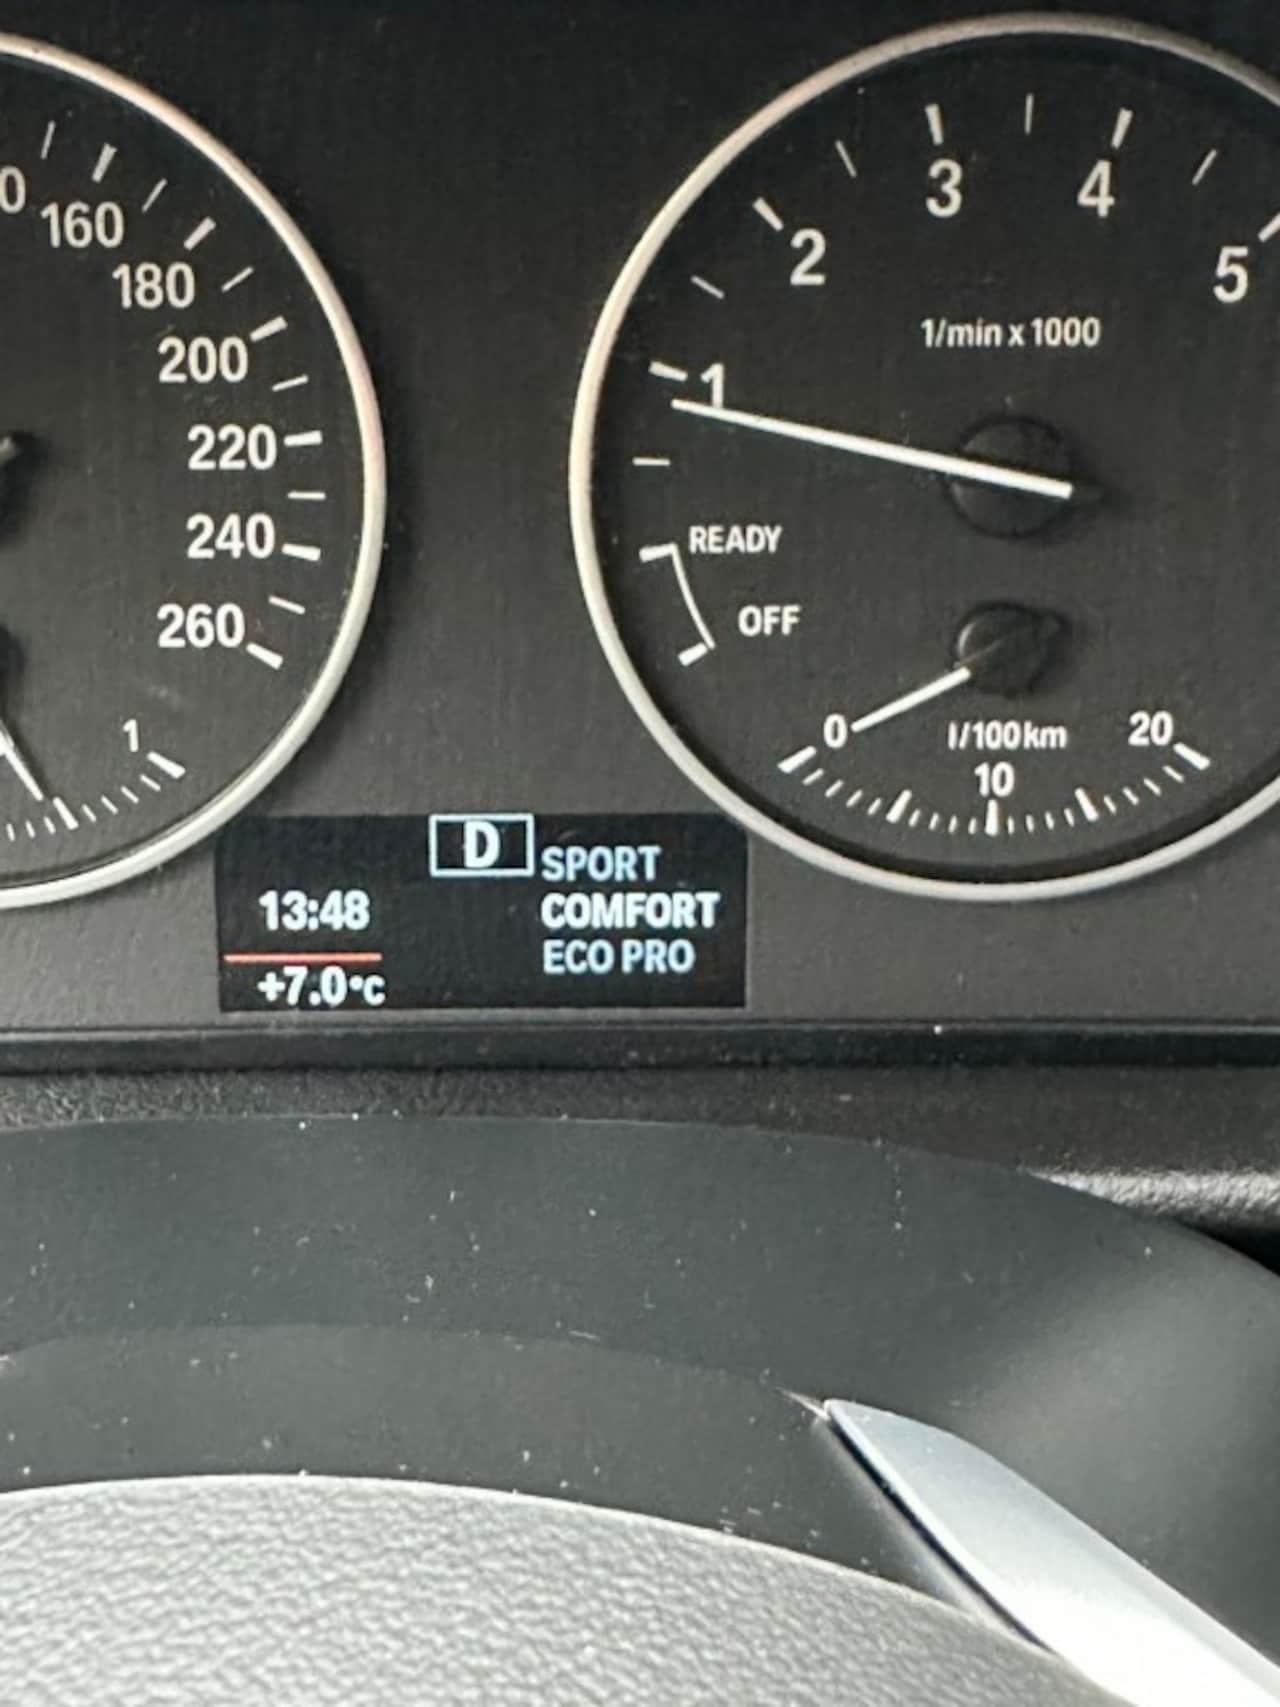 0
160
180
200
220
240
260
1
1
2
3
4
5
1/min x 1000
READY
OFF
0
l/100km
20
10
D
SPORT
13:48
COMFORT
ECO PRO
+7.0°C